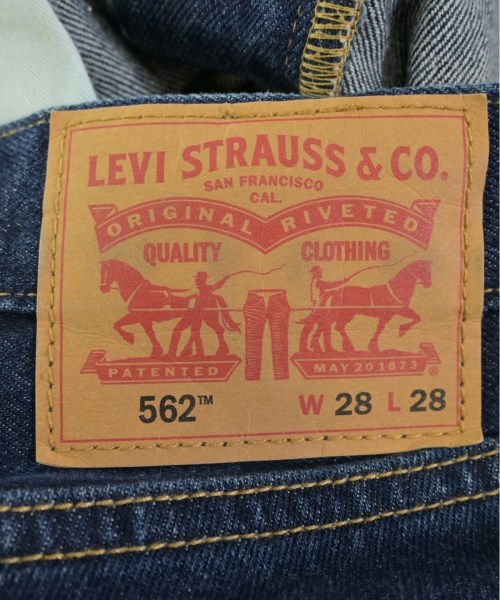 LEVI STRAUSS & CO.
SAN FRANCISCO
CAL.
ORIGINAL RIVETED
QUALITY CLOTHING
PATENTED MAY 20 1873 ®
562™ W 28 L 28